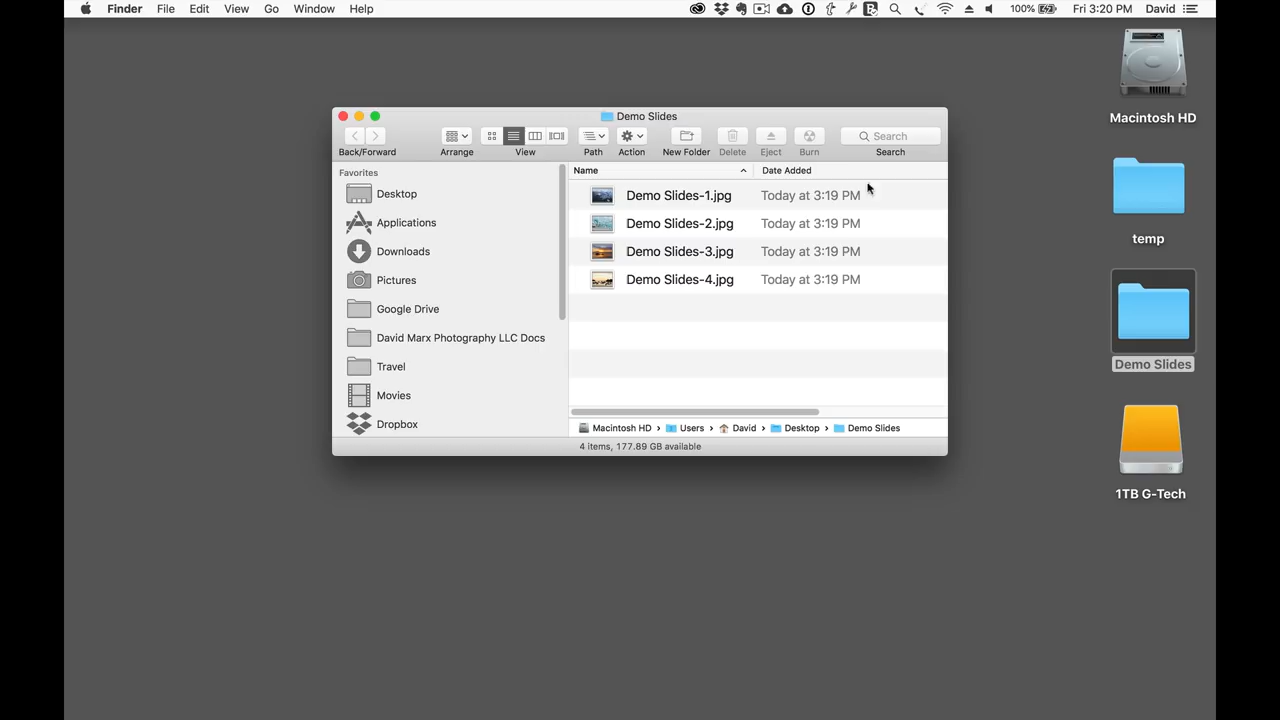 Finder File Edit View Go Window Help 100% Fri 3:20 PM David
Macintosh HD
temp
Demo Slides
1TB G-Tech
Demo Slides
Search
Back/Forward Arrange View Path Action New Folder Delete Eject Burn Search
Favorites
Desktop
Applications
Downloads
Pictures
Google Drive
David Marx Photography LLC Docs
Travel
Movies
Dropbox
Name Date Added
Demo Slides-1.jpg Today at 3:19 PM
Demo Slides-2.jpg Today at 3:19 PM
Demo Slides-3.jpg Today at 3:19 PM
Demo Slides-4.jpg Today at 3:19 PM
Macintosh HD › Users › David › Desktop › Demo Slides
4 items, 177.89 GB available